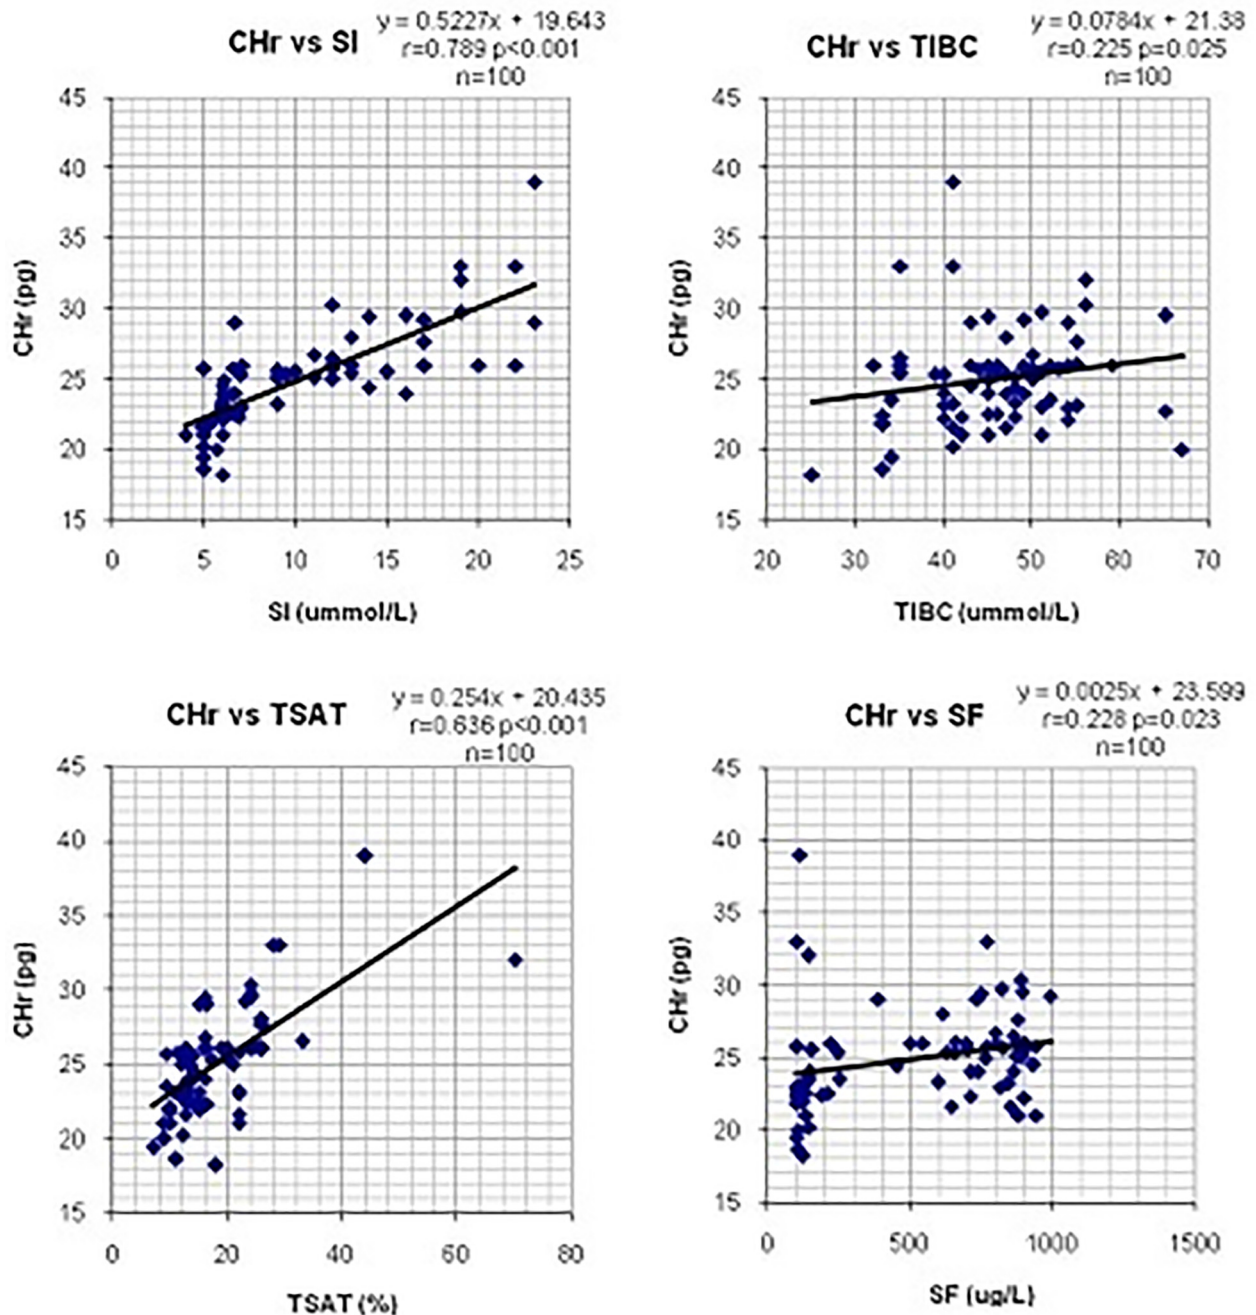 CHr vs SI
y = 0.5227x + 19.643
r=0.789 p<0.001
n=100
45
40
35
30
25
20
15
CHr (pg)
0 5 10 15 20 25
SI (ummol/L)
CHr vs TIBC
y = 0.0784x + 21.38
r=0.225 p=0.025
n=100
45
40
35
30
25
20
15
CHr (pg)
20 30 40 50 60 70
TIBC (ummol/L)
CHr vs TSAT
y = 0.254x + 20.435
r=0.636 p<0.001
n=100
45
40
35
30
25
20
15
CHr (pg)
0 20 40 60 80
TSAT (%)
CHr vs SF
y = 0.0025x + 23.599
r=0.228 p=0.023
n=100
45
40
35
30
25
20
15
CHr (pg)
0 500 1000 1500
SF (ug/L)